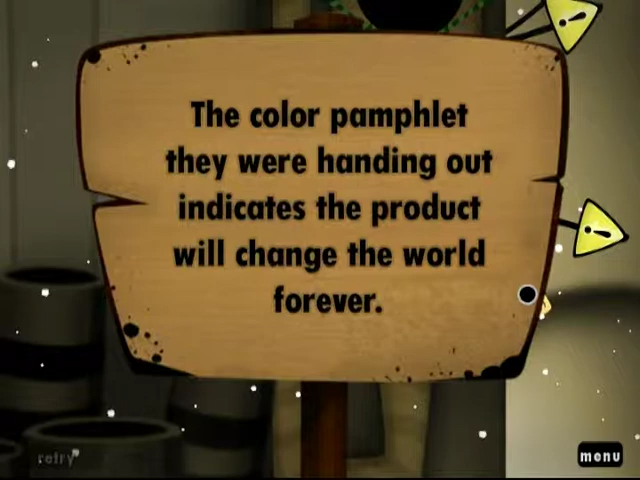 The color pamphlet
they were handing out
indicates the product
will change the world
forever.
retry
menu